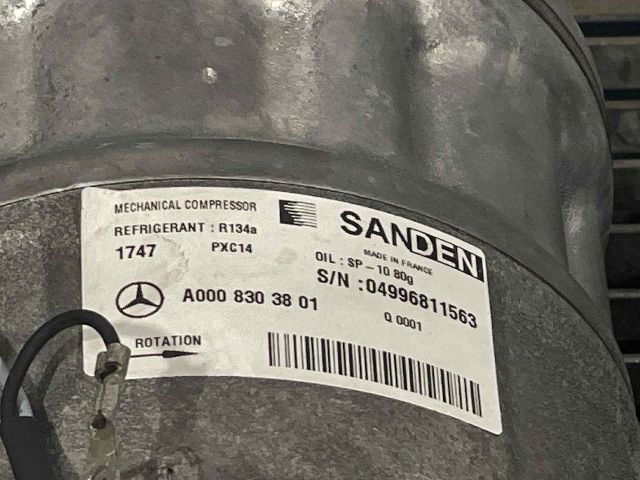 MECHANICAL COMPRESSOR
REFRIGERANT : R134a
1747 PXC14
SANDEN
MADE IN FRANCE
OIL : SP - 10 80g
S/N : 04996811563
A000 830 38 01
Q 0001
ROTATION